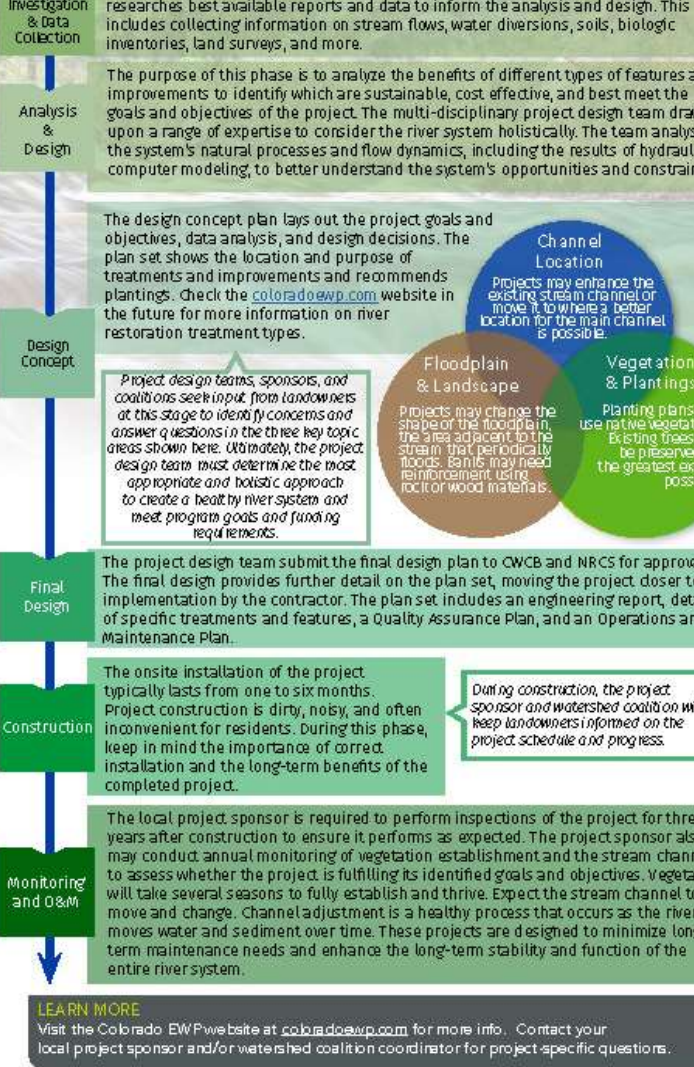 Investigation
& Data
Collection
researches best available reports and data to inform the analysis and design. This
includes collecting information on stream flows, water diversions, soils, biologic
inventories, land surveys, and more.
Analysis
&
Design
The purpose of this phase is to analyze the benefits of different types of features a
improvements to identify which are sustainable, cost effective, and best meet the
goals and objectives of the project. The multi-disciplinary project design team dra
upon a range of expertise to consider the river system holistically. The team analys
the system's natural processes and flow dynamics, including the results of hydraul
computer modeling, to better understand the system's opportunities and constrain
Design
Concept
The design concept plan lays out the project goals and
objectives, data analysis, and design decisions. The
plan set shows the location and purpose of
treatments and improvements and recommends
plantings. Check the coloradoewp.com website in
the future for more information on river
restoration treatment types.
Project design teams, sponsors, and
coalitions seek input from landowners
at this stage to identify concerns and
answer questions in the three key topic
areas shown here. Ultimately, the project
design team must determine the most
appropriate and holistic approach
to create a healthy river system and
meet program goals and funding
requirements.
Channel
Location
Projects may enhance the
existing stream channel or
move it to where a better
location for the main channel
is possible.
Floodplain
& Landscape
Projects may change the
shape of the floodplain,
the area adjacent to the
stream that periodically
floods. Banks may need
reinforcement using
rock or wood materials.
Vegetation
& Plantings
Planting plans
use native vegetat
Existing trees
be preserve
the greatest ex
poss
Final
Design
The project design team submit the final design plan to CWCB and NRCS for approv
The final design provides further detail on the plan set, moving the project closer to
implementation by the contractor. The plan set includes an engineering report, det
of specific treatments and features, a Quality Assurance Plan, and an Operations an
Maintenance Plan.
Construction
The onsite installation of the project
typically lasts from one to six months.
Project construction is dirty, noisy, and often
inconvenient for residents. During this phase,
keep in mind the importance of correct
installation and the long-term benefits of the
completed project.
During construction, the project
sponsor and watershed coalition wi
keep landowners informed on the
project schedule and progress.
Monitoring
and O&M
The local project sponsor is required to perform inspections of the project for thre
years after construction to ensure it performs as expected. The project sponsor als
may conduct annual monitoring of vegetation establishment and the stream chan
to assess whether the project is fulfilling its identified goals and objectives. Vegeta
will take several seasons to fully establish and thrive. Expect the stream channel to
move and change. Channel adjustment is a healthy process that occurs as the river
moves water and sediment over time. These projects are designed to minimize lon
term maintenance needs and enhance the long-term stability and function of the
entire river system.
LEARN MORE
Visit the Colorado EWP website at coloradoewp.com for more info. Contact your
local project sponsor and/or watershed coalition coordinator for project-specific questions.